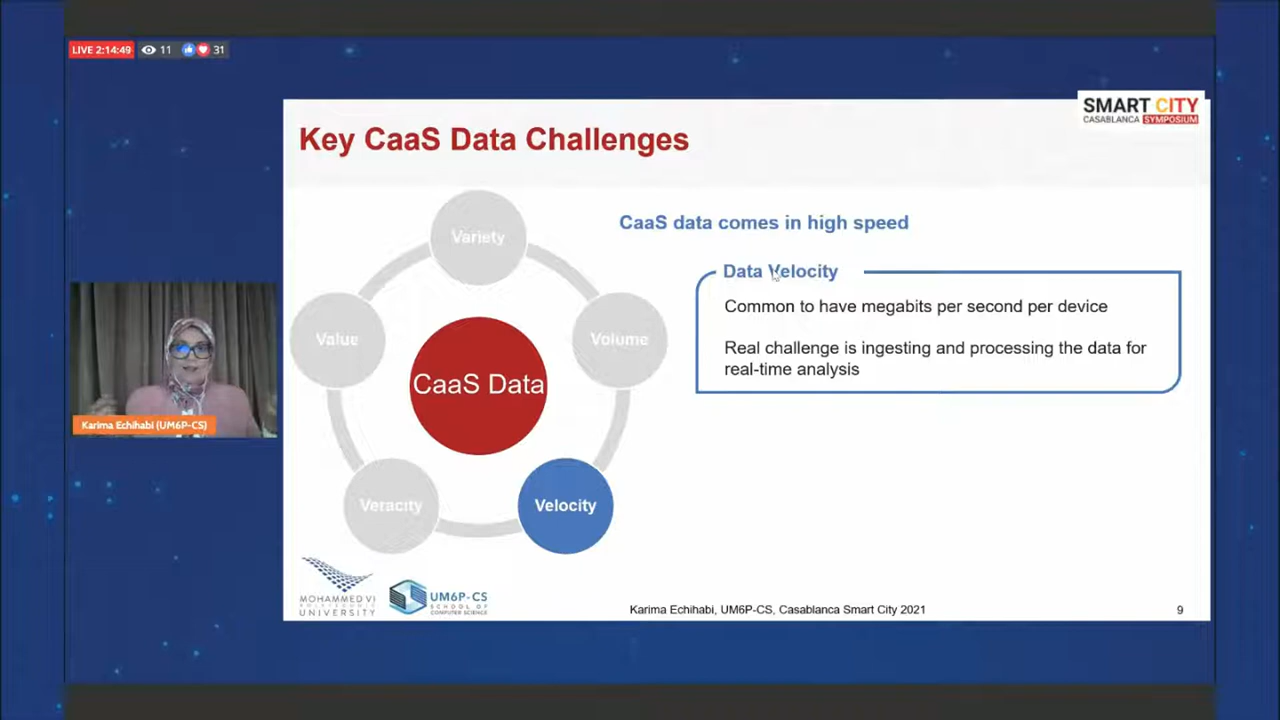 LIVE 2:14:49 11 31
SMART CITY
CASABLANCA SYMPOSIUM
Key CaaS Data Challenges
Variety
Value
Volume
CaaS Data
Veracity
Velocity
CaaS data comes in high speed
Data Velocity
Common to have megabits per second per device
Real challenge is ingesting and processing the data for
real-time analysis
Karima Echihabi (UM6P-CS)
MOHAMMED VI
POLYTECHNIC
UNIVERSITY
UM6P-CS
SCHOOL OF
COMPUTER SCIENCE
Karima Echihabi, UM6P-CS, Casablanca Smart City 2021
9